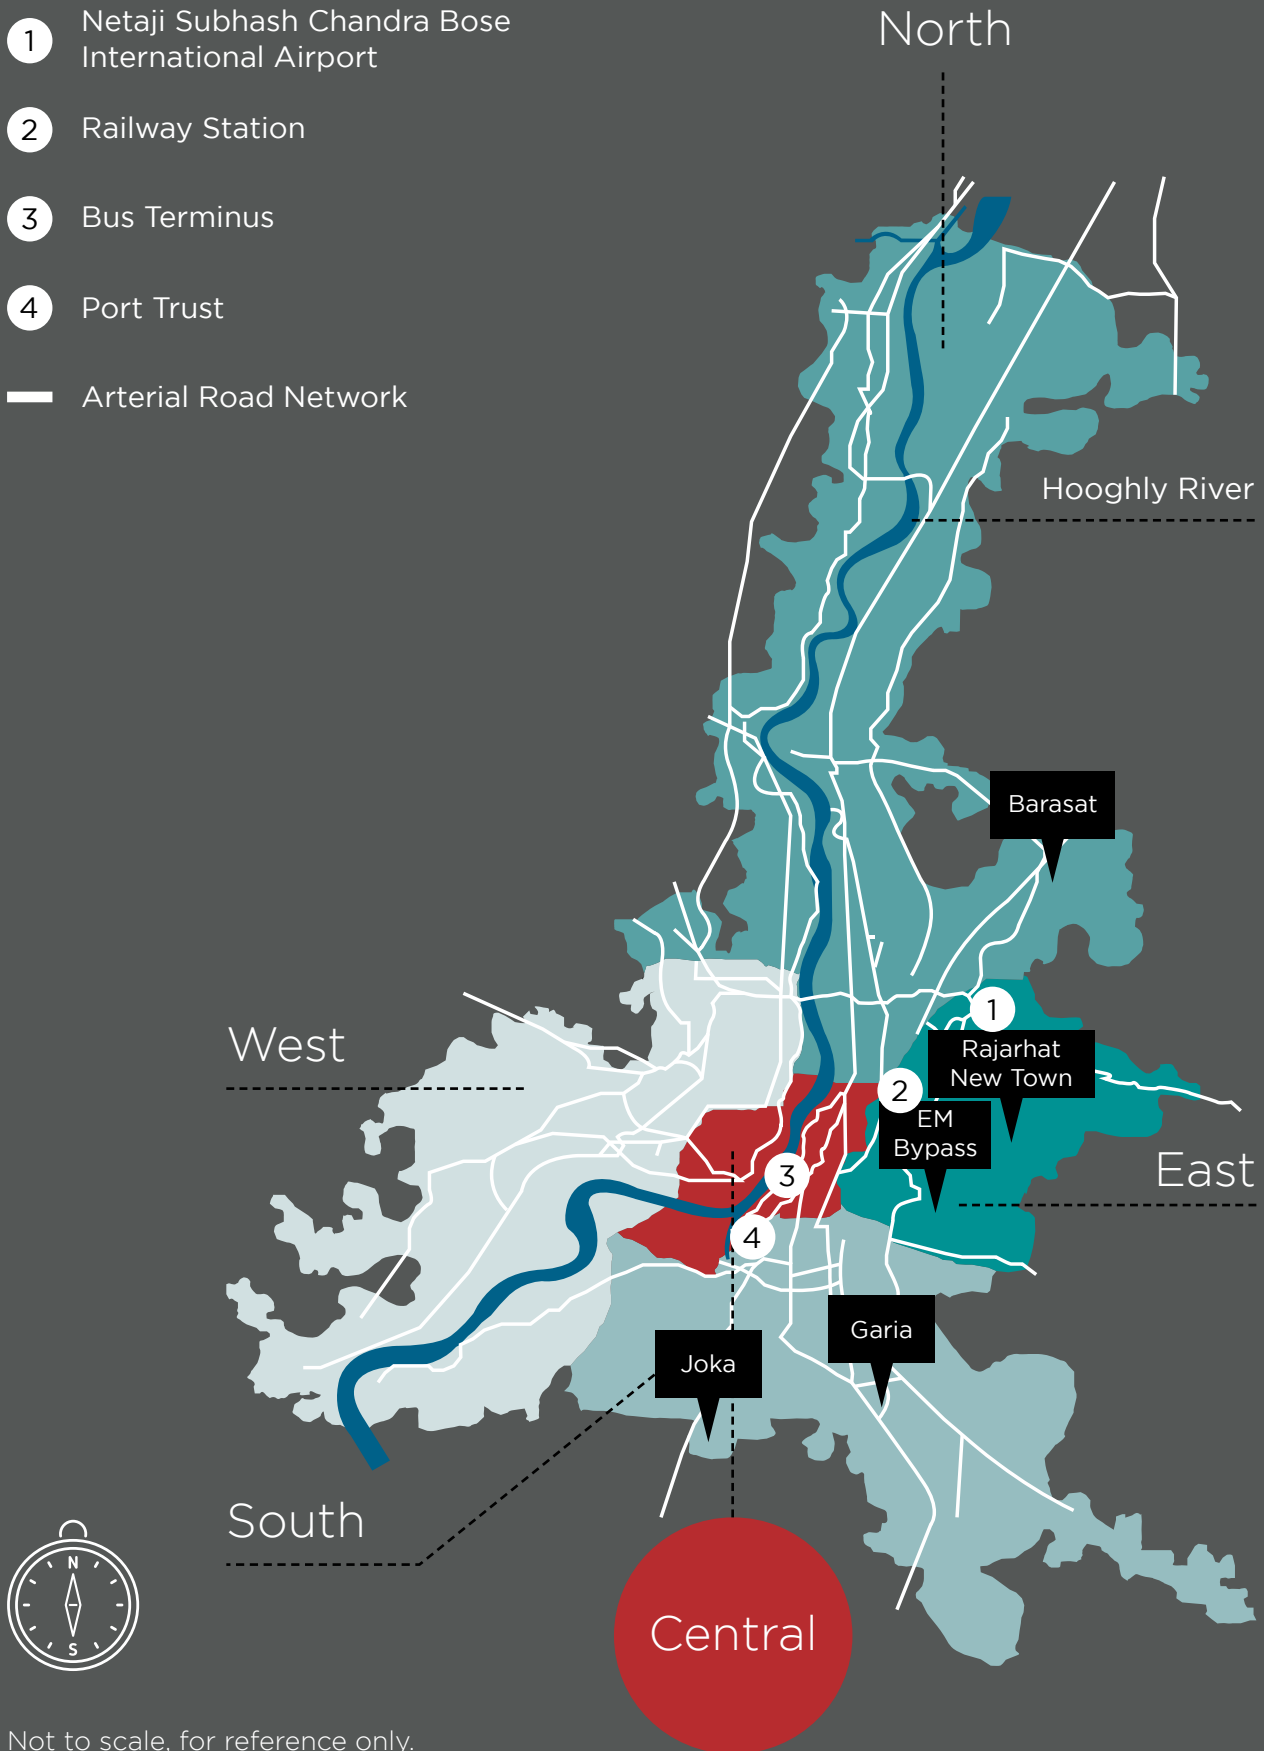 1
Netaji Subhash Chandra Bose
International Airport
2
Railway Station
3
Bus Terminus
4
Port Trust
Arterial Road Network
North
Hooghly River
Barasat
1
Rajarhat
New Town
West
2
EM
Bypass
East
3
4
Garia
Joka
South
N
S
Central
Not to scale, for reference only.